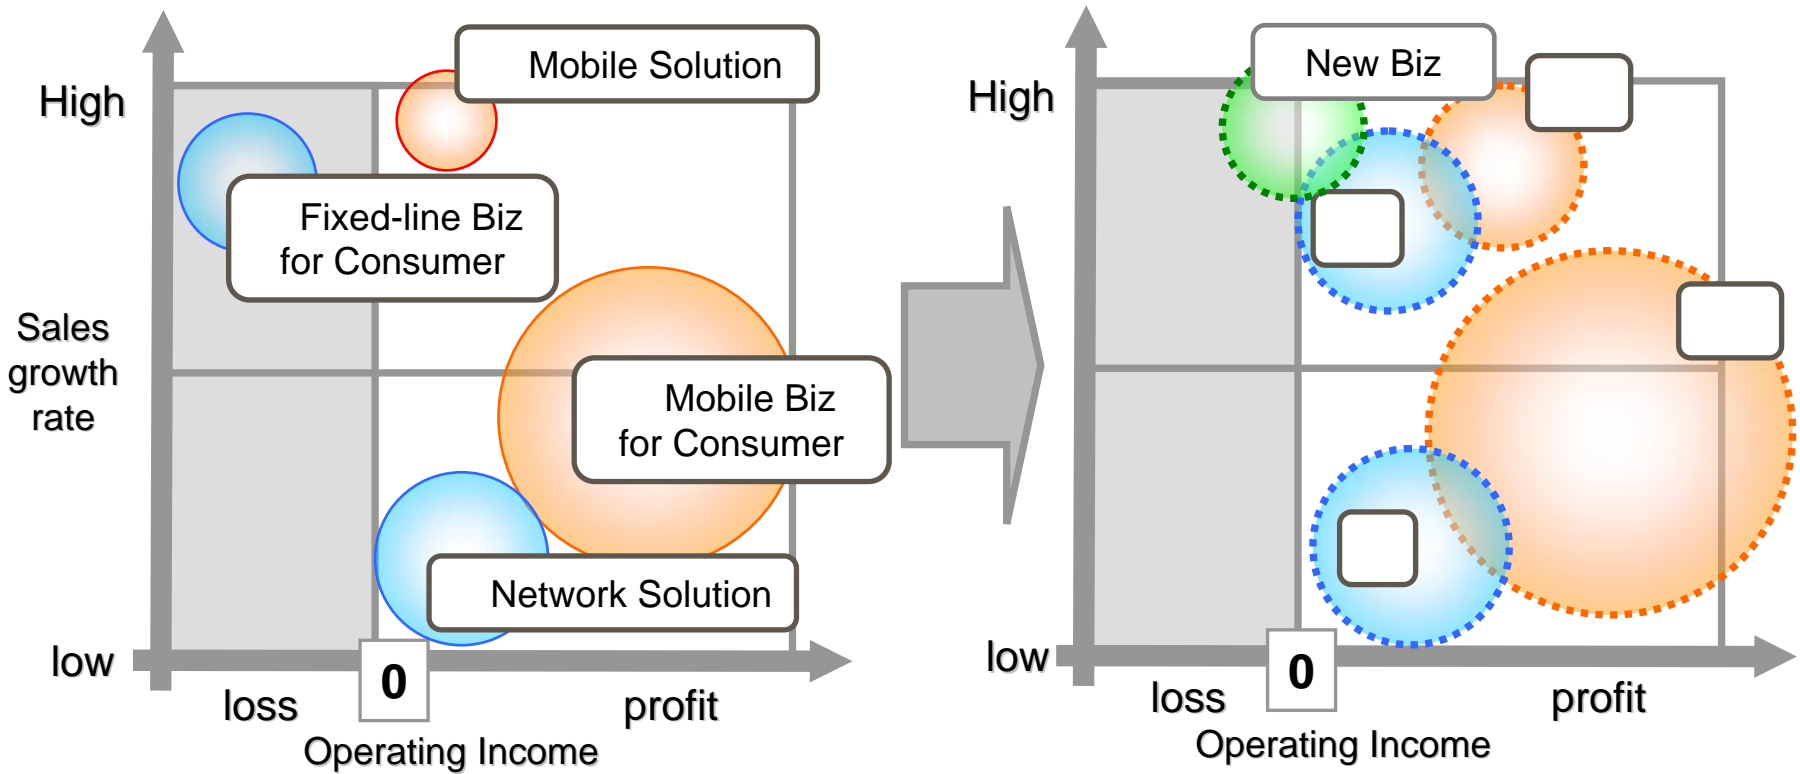 Mobile Solution
High
Fixed-line Biz
for Consumer
Sales
growth
rate
Mobile Biz
for Consumer
Network Solution
low
0
loss
profit
Operating Income
New Biz
High
low
0
loss
profit
Operating Income